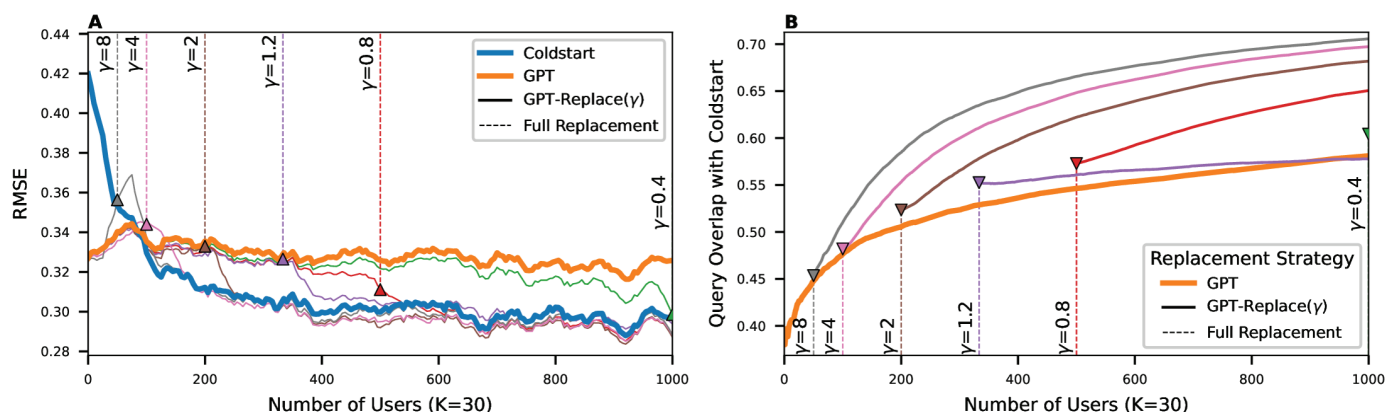 A
RMSE
0.44
0.42
0.40
0.38
0.36
0.34
0.32
0.30
0.28
γ=8
γ=4
γ=2
γ=1.2
γ=0.8
γ=0.4
Coldstart
GPT
GPT-Replace(γ)
Full Replacement
0 200 400 600 800 1000
Number of Users (K=30)
B
Query Overlap with Coldstart
0.70
0.65
0.60
0.55
0.50
0.45
0.40
γ=8
γ=4
γ=2
γ=1.2
γ=0.8
γ=0.4
Replacement Strategy
GPT
GPT-Replace(γ)
Full Replacement
0 200 400 600 800 1000
Number of Users (K=30)